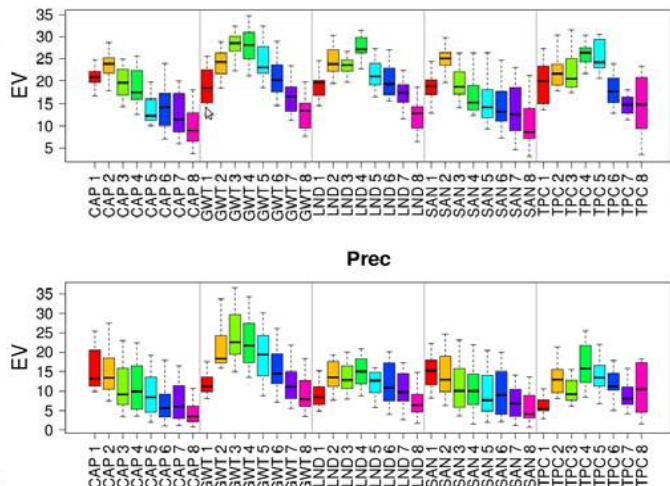 EV
35
30
25
20
15
10
5
CAP 1
CAP 2
CAP 3
CAP 4
CAP 5
CAP 6
CAP 7
CAP 8
GWT 1
GWT 2
GWT 3
GWT 4
GWT 5
GWT 6
GWT 7
GWT 8
LND 1
LND 2
LND 3
LND 4
LND 5
LND 6
LND 7
LND 8
SAN 1
SAN 2
SAN 3
SAN 4
SAN 5
SAN 6
SAN 7
SAN 8
TPC 1
TPC 2
TPC 3
TPC 4
TPC 5
TPC 6
TPC 7
TPC 8
Prec
EV
35
30
25
20
15
10
5
0
CAP 1
CAP 2
CAP 3
CAP 4
CAP 5
CAP 6
CAP 7
CAP 8
GWT 1
GWT 2
GWT 3
GWT 4
GWT 5
GWT 6
GWT 7
GWT 8
LND 1
LND 2
LND 3
LND 4
LND 5
LND 6
LND 7
LND 8
SAN 1
SAN 2
SAN 3
SAN 4
SAN 5
SAN 6
SAN 7
SAN 8
TPC 1
TPC 2
TPC 3
TPC 4
TPC 5
TPC 6
TPC 7
TPC 8